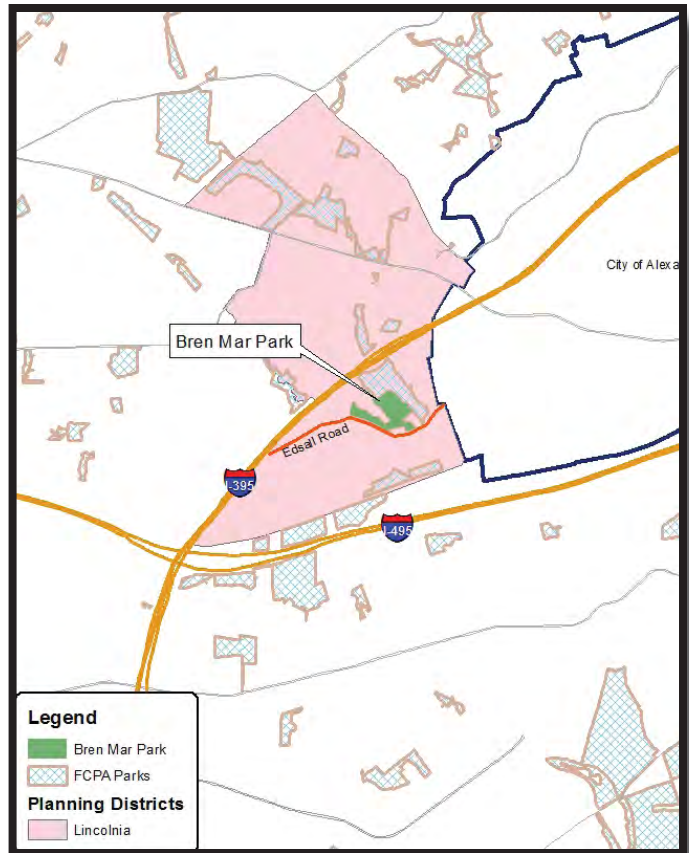 City of Alexa
Bren Mar Park
Edsall Road
I-395
I-495
Legend
Bren Mar Park
FCPA Parks
Planning Districts
Lincolnia